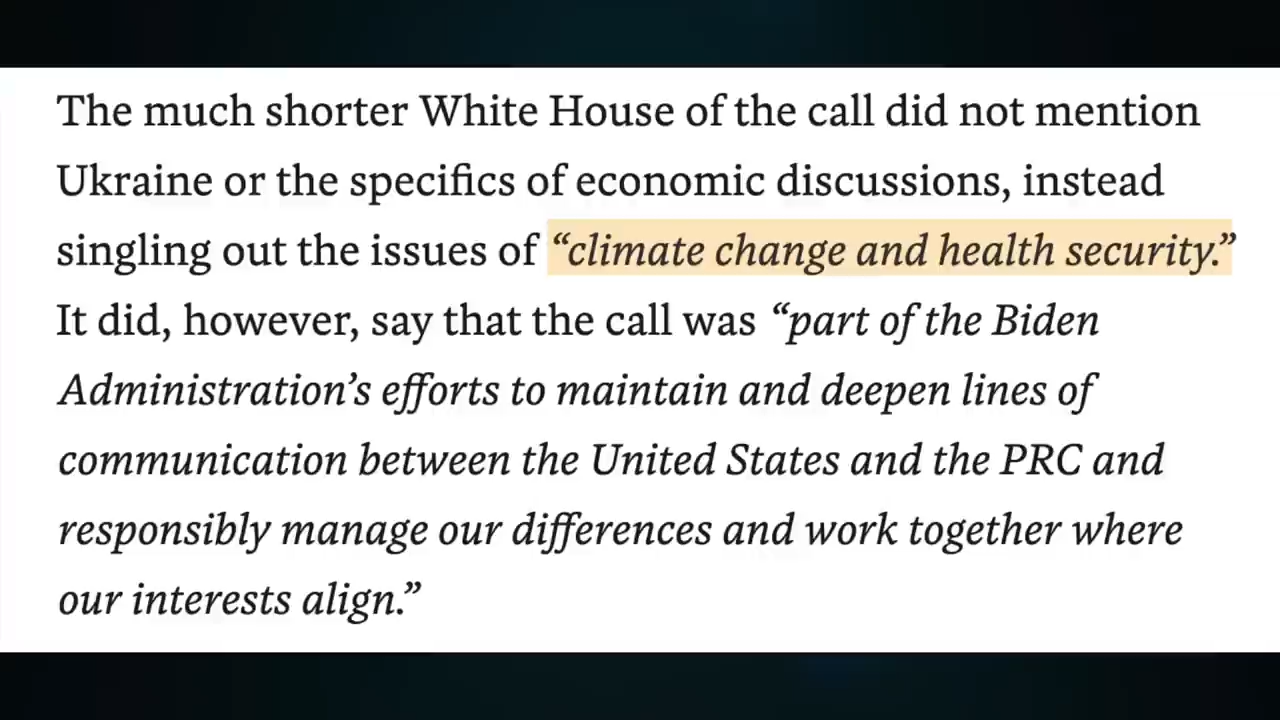 The much shorter White House of the call did not mention
Ukraine or the specifics of economic discussions, instead
singling out the issues of “climate change and health security.”
It did, however, say that the call was “part of the Biden
Administration’s efforts to maintain and deepen lines of
communication between the United States and the PRC and
responsibly manage our differences and work together where
our interests align.”